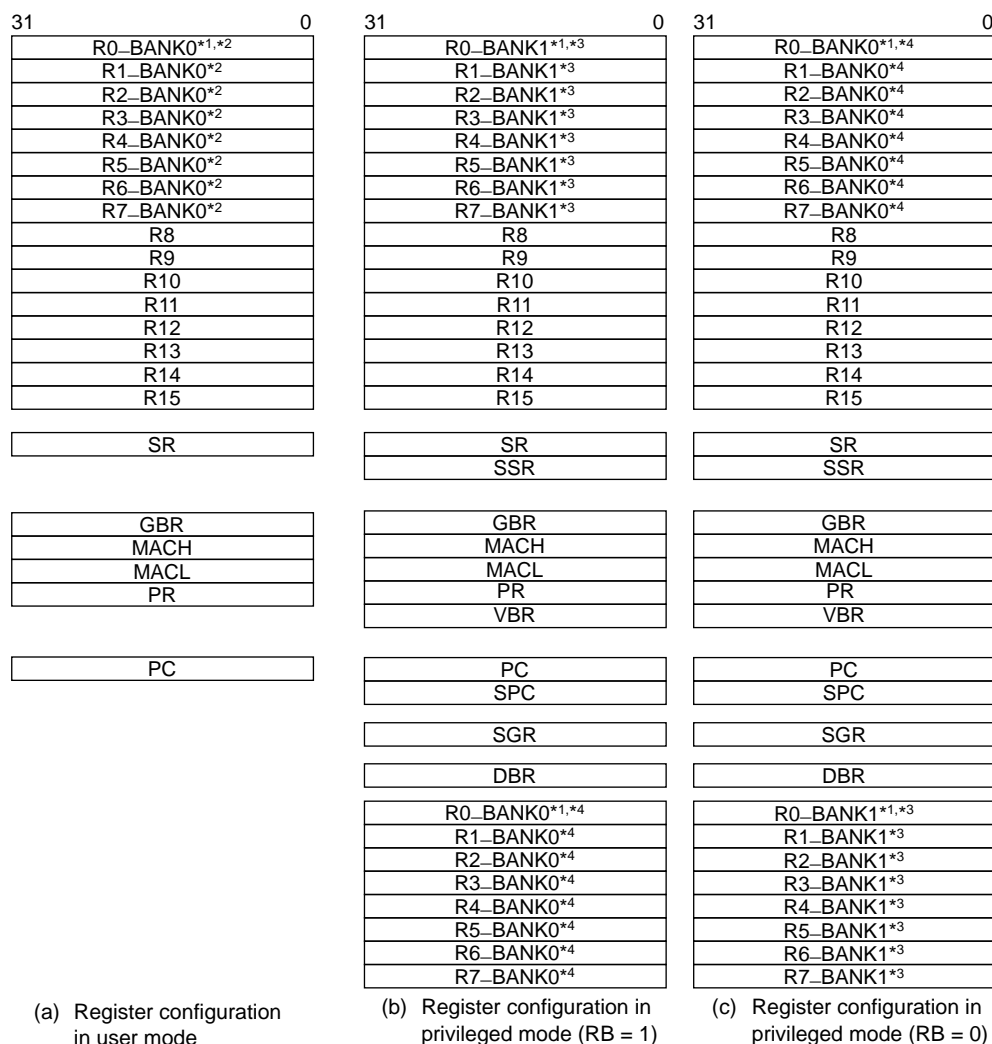 31 0
R0_BANK0*1,*2
R1_BANK0*2
R2_BANK0*2
R3_BANK0*2
R4_BANK0*2
R5_BANK0*2
R6_BANK0*2
R7_BANK0*2
R8
R9
R10
R11
R12
R13
R14
R15
SR
GBR
MACH
MACL
PR
PC
(a) Register configuration
in user mode
31 0
R0_BANK1*1,*3
R1_BANK1*3
R2_BANK1*3
R3_BANK1*3
R4_BANK1*3
R5_BANK1*3
R6_BANK1*3
R7_BANK1*3
R8
R9
R10
R11
R12
R13
R14
R15
SR
SSR
GBR
MACH
MACL
PR
VBR
PC
SPC
SGR
DBR
R0_BANK0*1,*4
R1_BANK0*4
R2_BANK0*4
R3_BANK0*4
R4_BANK0*4
R5_BANK0*4
R6_BANK0*4
R7_BANK0*4
(b) Register configuration in
privileged mode (RB = 1)
31 0
R0_BANK0*1,*4
R1_BANK0*4
R2_BANK0*4
R3_BANK0*4
R4_BANK0*4
R5_BANK0*4
R6_BANK0*4
R7_BANK0*4
R8
R9
R10
R11
R12
R13
R14
R15
SR
SSR
GBR
MACH
MACL
PR
VBR
PC
SPC
SGR
DBR
R0_BANK1*1,*3
R1_BANK1*3
R2_BANK1*3
R3_BANK1*3
R4_BANK1*3
R5_BANK1*3
R6_BANK1*3
R7_BANK1*3
(c) Register configuration in
privileged mode (RB = 0)